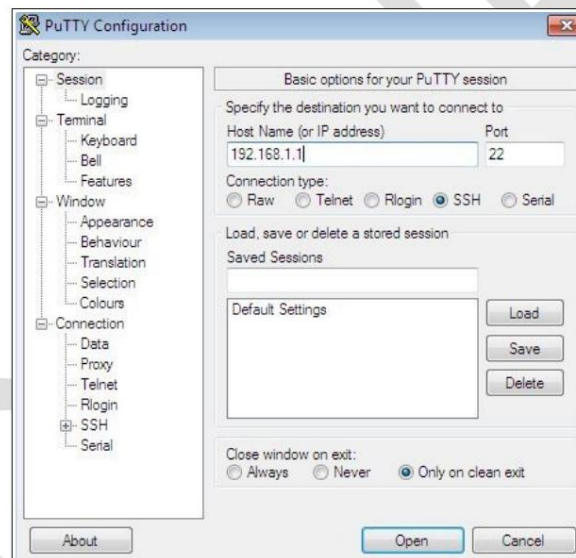 PuTTY Configuration
Category:
Session
Logging
Terminal
Keyboard
Bell
Features
Window
Appearance
Behaviour
Translation
Selection
Colours
Connection
Data
Proxy
Telnet
Rlogin
SSH
Serial
Basic options for your PuTTY session
Specify the destination you want to connect to
Host Name (or IP address) Port
192.168.1.1 22
Connection type:
Raw Telnet Rlogin SSH Serial
Load, save or delete a stored session
Saved Sessions
Default Settings
Load
Save
Delete
Close window on exit:
Always Never Only on clean exit
About Open Cancel